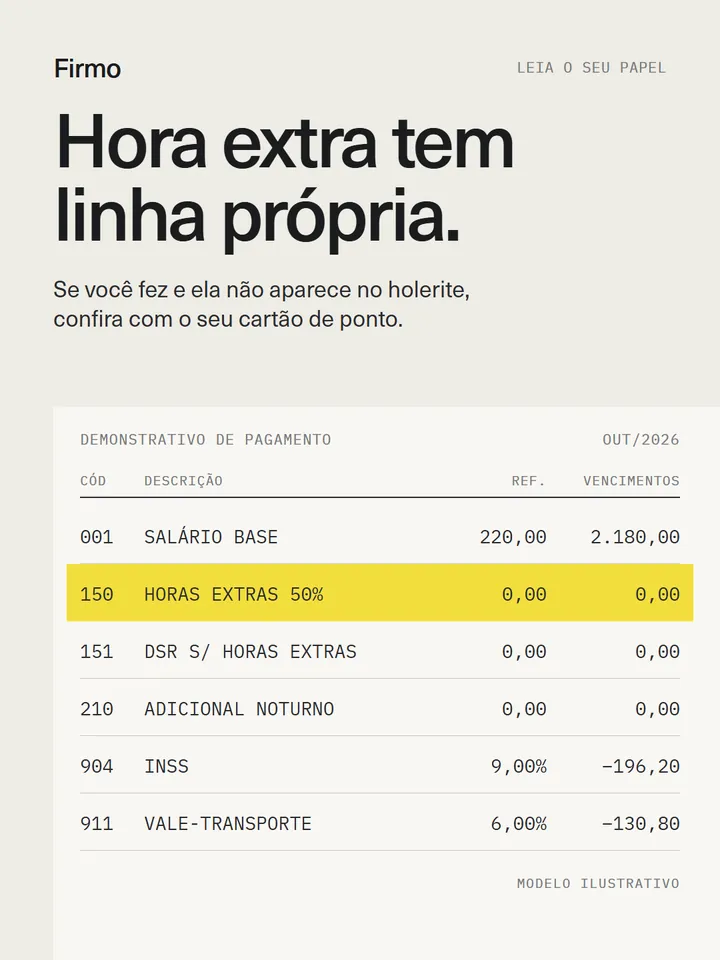 Firmo
LEIA O SEU PAPEL
Hora extra tem
linha própria.
Se você fez e ela não aparece no holerite,
confira com o seu cartão de ponto.
DEMONSTRATIVO DE PAGAMENTO OUT/2026
CÓD DESCRIÇÃO REF. VENCIMENTOS
001 SALÁRIO BASE 220,00 2.180,00
150 HORAS EXTRAS 50% 0,00 0,00
151 DSR S/ HORAS EXTRAS 0,00 0,00
210 ADICIONAL NOTURNO 0,00 0,00
904 INSS 9,00% −196,20
911 VALE-TRANSPORTE 6,00% −130,80
MODELO ILUSTRATIVO